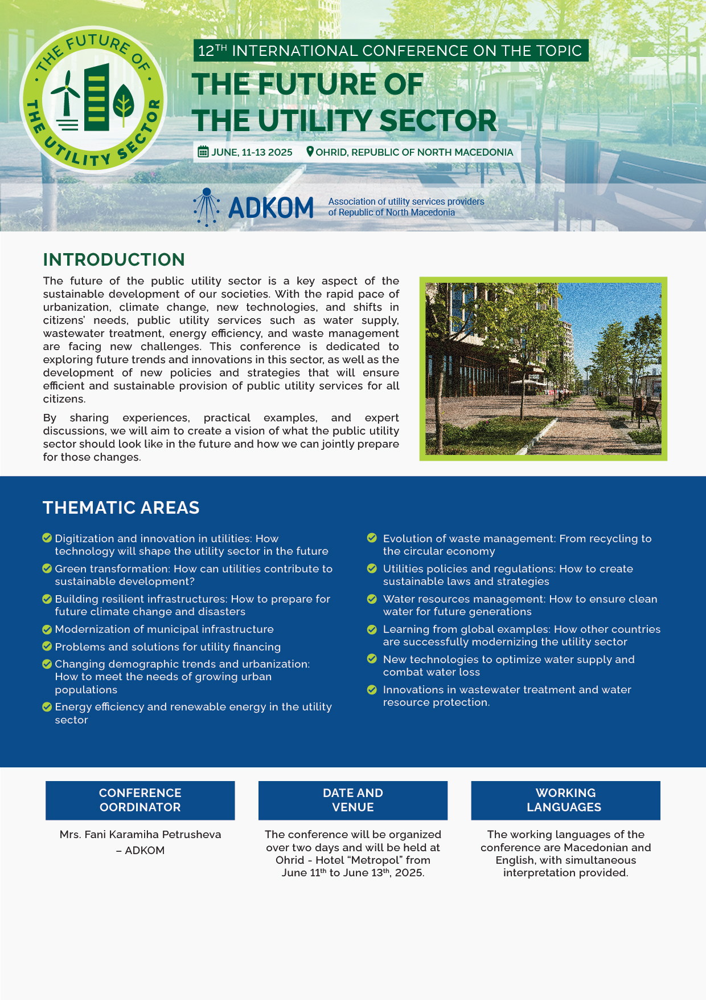 THE FUTURE OF
THE UTILITY SECTOR
12TH INTERNATIONAL CONFERENCE ON THE TOPIC
THE FUTURE OF
THE UTILITY SECTOR
JUNE, 11-13 2025 OHRID, REPUBLIC OF NORTH MACEDONIA
ADKOM
Association of utility services providers
of Republic of North Macedonia
INTRODUCTION
The future of the public utility sector is a key aspect of the
sustainable development of our societies. With the rapid pace of
urbanization, climate change, new technologies, and shifts in
citizens’ needs, public utility services such as water supply,
wastewater treatment, energy efficiency, and waste management
are facing new challenges. This conference is dedicated to
exploring future trends and innovations in this sector, as well as the
development of new policies and strategies that will ensure
efficient and sustainable provision of public utility services for all
citizens.
By sharing experiences, practical examples, and expert
discussions, we will aim to create a vision of what the public utility
sector should look like in the future and how we can jointly prepare
for those changes.
THEMATIC AREAS
Digitization and innovation in utilities: How
technology will shape the utility sector in the future
Green transformation: How can utilities contribute to
sustainable development?
Building resilient infrastructures: How to prepare for
future climate change and disasters
Modernization of municipal infrastructure
Problems and solutions for utility financing
Changing demographic trends and urbanization:
How to meet the needs of growing urban
populations
Energy efficiency and renewable energy in the utility
sector
Evolution of waste management: From recycling to
the circular economy
Utilities policies and regulations: How to create
sustainable laws and strategies
Water resources management: How to ensure clean
water for future generations
Learning from global examples: How other countries
are successfully modernizing the utility sector
New technologies to optimize water supply and
combat water loss
Innovations in wastewater treatment and water
resource protection.
CONFERENCE
OORDINATOR
Mrs. Fani Karamiha Petrusheva
– ADKOM
DATE AND
VENUE
The conference will be organized
over two days and will be held at
Ohrid - Hotel “Metropol” from
June 11th to June 13th, 2025.
WORKING
LANGUAGES
The working languages of the
conference are Macedonian and
English, with simultaneous
interpretation provided.